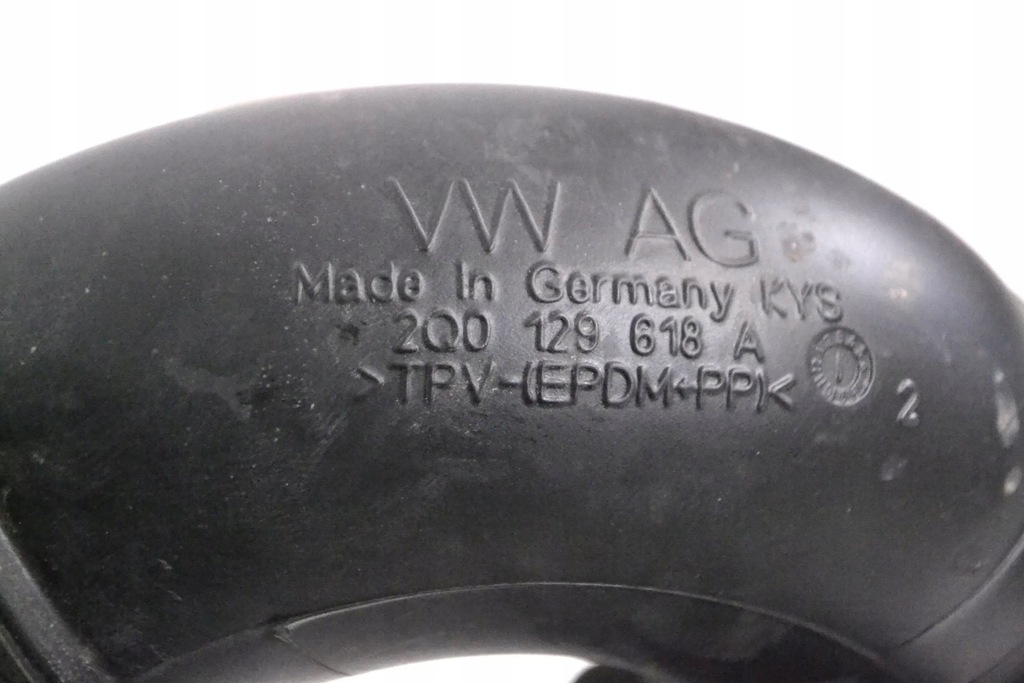 VW AG
Made In Germany KYS
2Q0 129 618 A
>TPV-(EPDM+PP)<
2